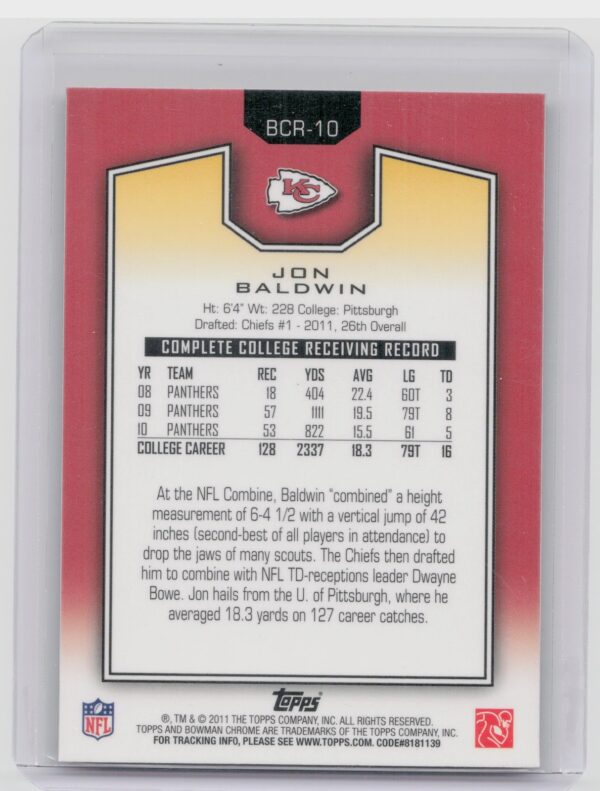 BCR-10
KC
JON
BALDWIN
Ht: 6'4" Wt: 228 College: Pittsburgh
Drafted: Chiefs #1 - 2011, 26th Overall
COMPLETE COLLEGE RECEIVING RECORD
YR TEAM REC YDS AVG LG TD
08 PANTHERS 18 404 22.4 60T 3
09 PANTHERS 57 1111 19.5 79T 8
10 PANTHERS 53 822 15.5 61 5
COLLEGE CAREER 128 2337 18.3 79T 16
At the NFL Combine, Baldwin "combined" a height
measurement of 6-4 1/2 with a vertical jump of 42
inches (second-best of all players in attendance) to
drop the jaws of many scouts. The Chiefs then drafted
him to combine with NFL TD-receptions leader Dwayne
Bowe. Jon hails from the U. of Pittsburgh, where he
averaged 18.3 yards on 127 career catches.
Topps
NFL
®, TM & © 2011 THE TOPPS COMPANY, INC. ALL RIGHTS RESERVED.
TOPPS AND BOWMAN CHROME ARE TRADEMARKS OF THE TOPPS COMPANY, INC.
FOR TRACKING INFO, PLEASE SEE WWW.TOPPS.COM. CODE#8181139